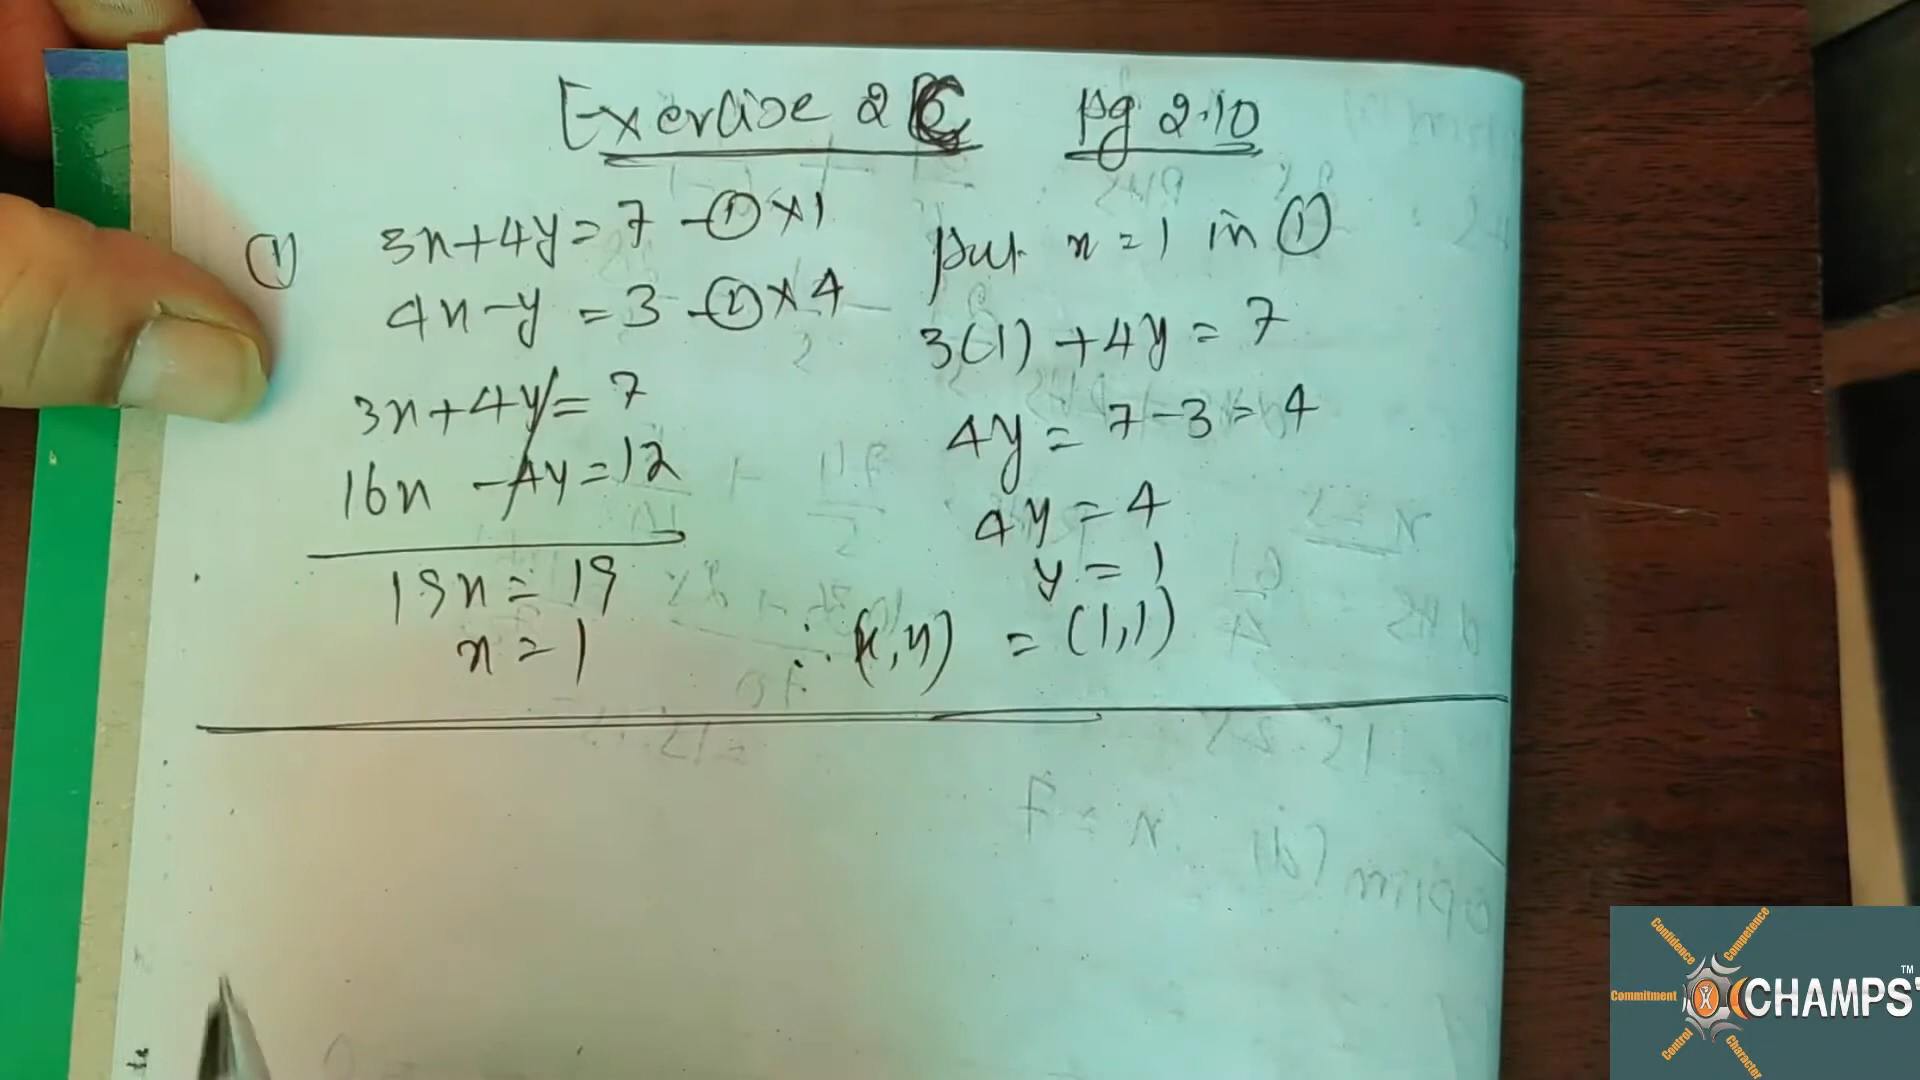 Exercise 2C pg 2.10
① 3x+4y=7 -①×1
4x-y=3 -②×4
3x+4y=7
16x-4y=12
19x=19
x=1
put x=1 in ①
3(1)+4y=7
4y=7-3=4
4y=4
y=1
∴(x,y)=(1,1)
Confidence
Competence
Commitment
CHAMPS™
Control
Character